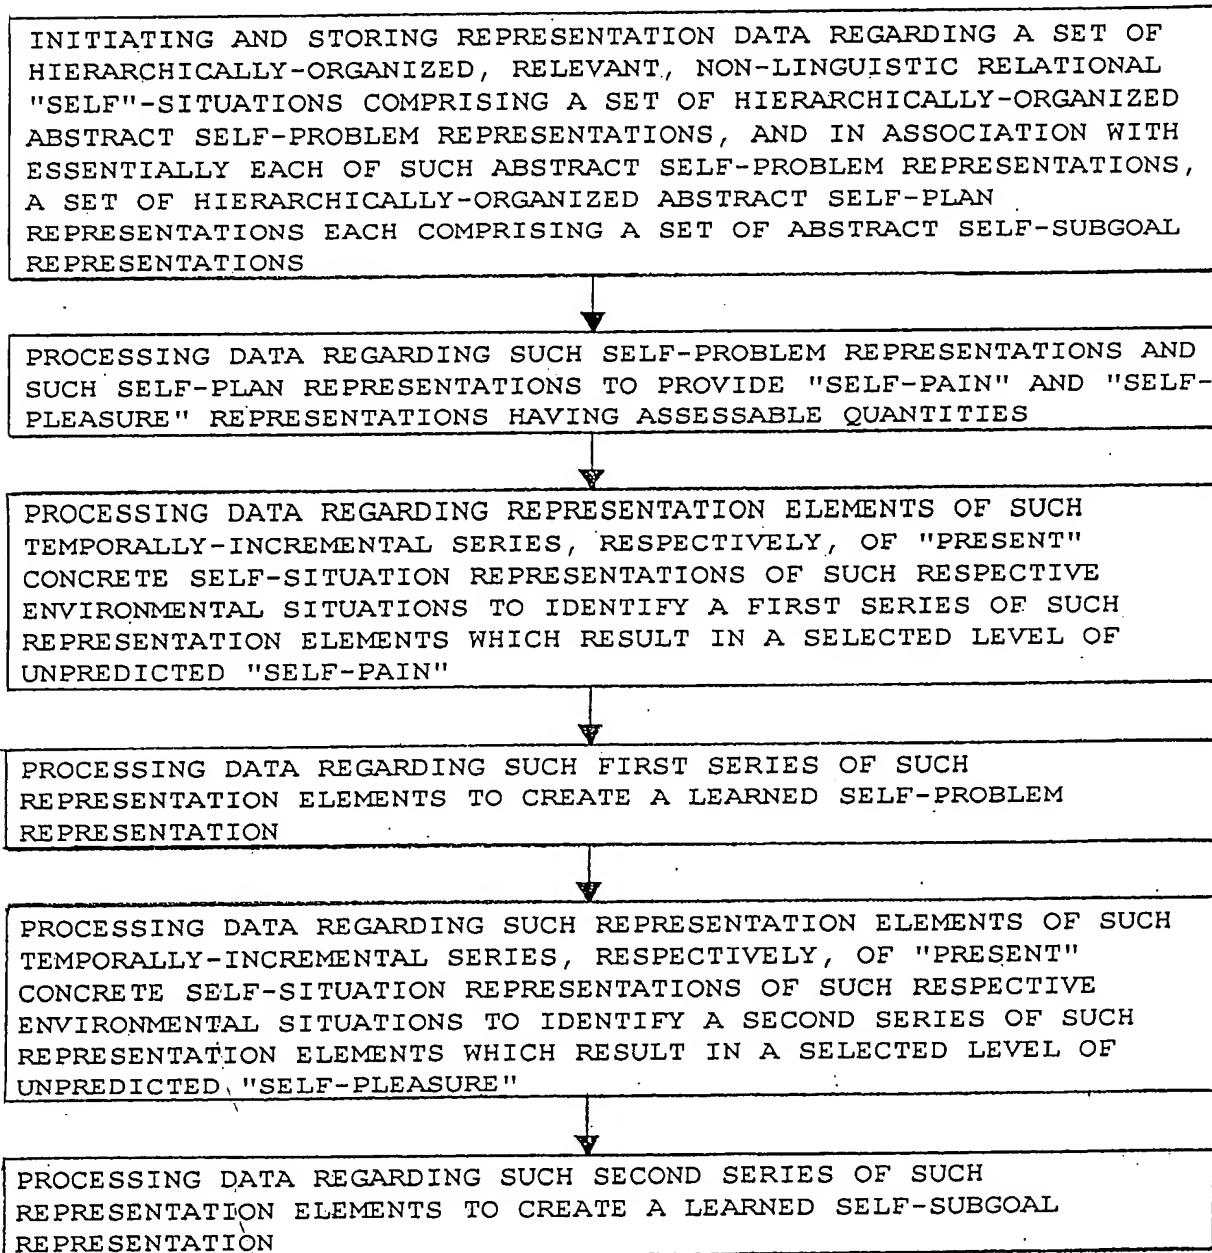 INITIATING AND STORING REPRESENTATION DATA REGARDING A SET OF
HIERARCHICALLY-ORGANIZED, RELEVANT, NON-LINGUISTIC RELATIONAL
"SELF"-SITUATIONS COMPRISING A SET OF HIERARCHICALLY-ORGANIZED
ABSTRACT SELF-PROBLEM REPRESENTATIONS, AND IN ASSOCIATION WITH
ESSENTIALLY EACH OF SUCH ABSTRACT SELF-PROBLEM REPRESENTATIONS,
A SET OF HIERARCHICALLY-ORGANIZED ABSTRACT SELF-PLAN
REPRESENTATIONS EACH COMPRISING A SET OF ABSTRACT SELF-SUBGOAL
REPRESENTATIONS
PROCESSING DATA REGARDING SUCH SELF-PROBLEM REPRESENTATIONS AND
SUCH SELF-PLAN REPRESENTATIONS TO PROVIDE "SELF-PAIN" AND "SELF-
PLEASURE" REPRESENTATIONS HAVING ASSESSABLE QUANTITIES
PROCESSING DATA REGARDING REPRESENTATION ELEMENTS OF SUCH
TEMPORALLY-INCREMENTAL SERIES, RESPECTIVELY, OF "PRESENT"
CONCRETE SELF-SITUATION REPRESENTATIONS OF SUCH RESPECTIVE
ENVIRONMENTAL SITUATIONS TO IDENTIFY A FIRST SERIES OF SUCH
REPRESENTATION ELEMENTS WHICH RESULT IN A SELECTED LEVEL OF
UNPREDICTED "SELF-PAIN"
PROCESSING DATA REGARDING SUCH FIRST SERIES OF SUCH
REPRESENTATION ELEMENTS TO CREATE A LEARNED SELF-PROBLEM
REPRESENTATION
PROCESSING DATA REGARDING SUCH REPRESENTATION ELEMENTS OF SUCH
TEMPORALLY-INCREMENTAL SERIES, RESPECTIVELY, OF "PRESENT"
CONCRETE SELF-SITUATION REPRESENTATIONS OF SUCH RESPECTIVE
ENVIRONMENTAL SITUATIONS TO IDENTIFY A SECOND SERIES OF SUCH
REPRESENTATION ELEMENTS WHICH RESULT IN A SELECTED LEVEL OF
UNPREDICTED "SELF-PLEASURE"
PROCESSING DATA REGARDING SUCH SECOND SERIES OF SUCH
REPRESENTATION ELEMENTS TO CREATE A LEARNED SELF-SUBGOAL
REPRESENTATION